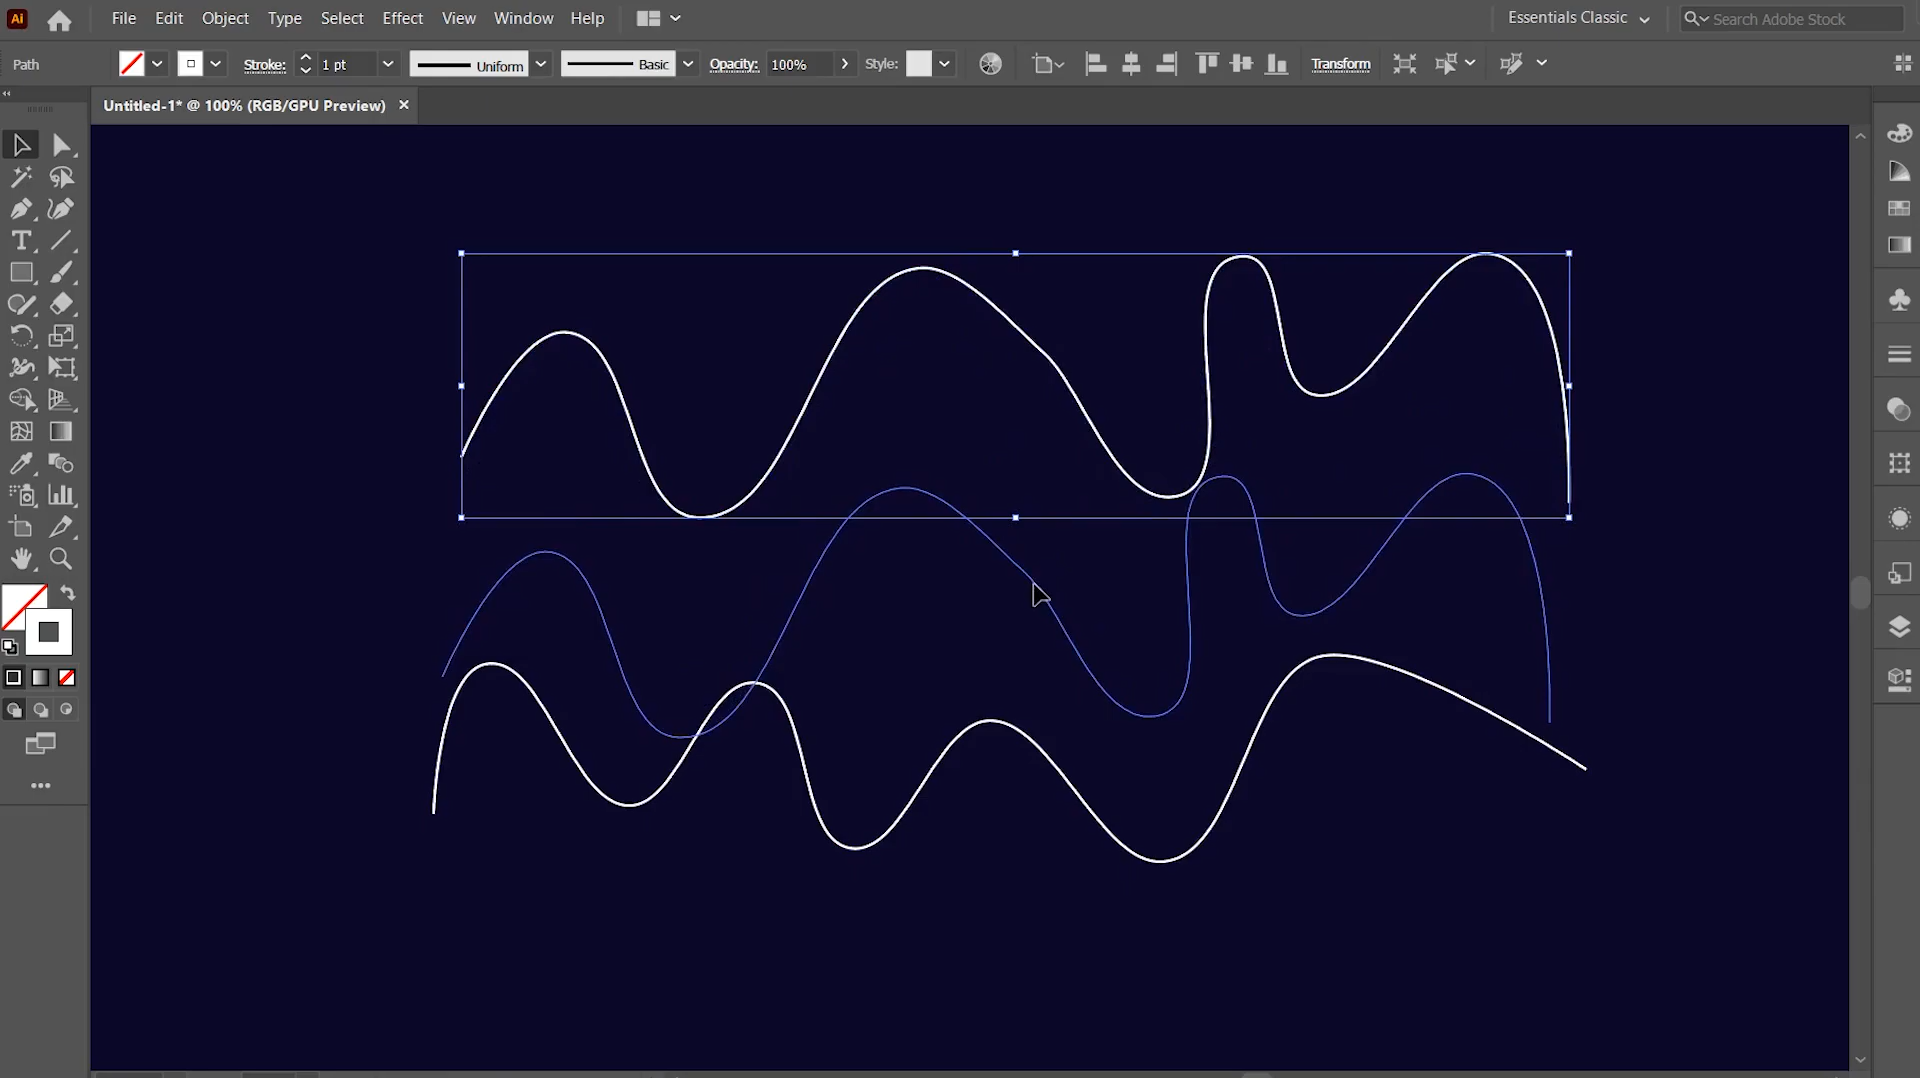 Ai File Edit Object Type Select Effect View Window Help Essentials Classic Search Adobe Stock
Path Stroke: 1 pt Uniform Basic Opacity: 100% Style: Transform
Untitled-1* @ 100% (RGB/GPU Preview)